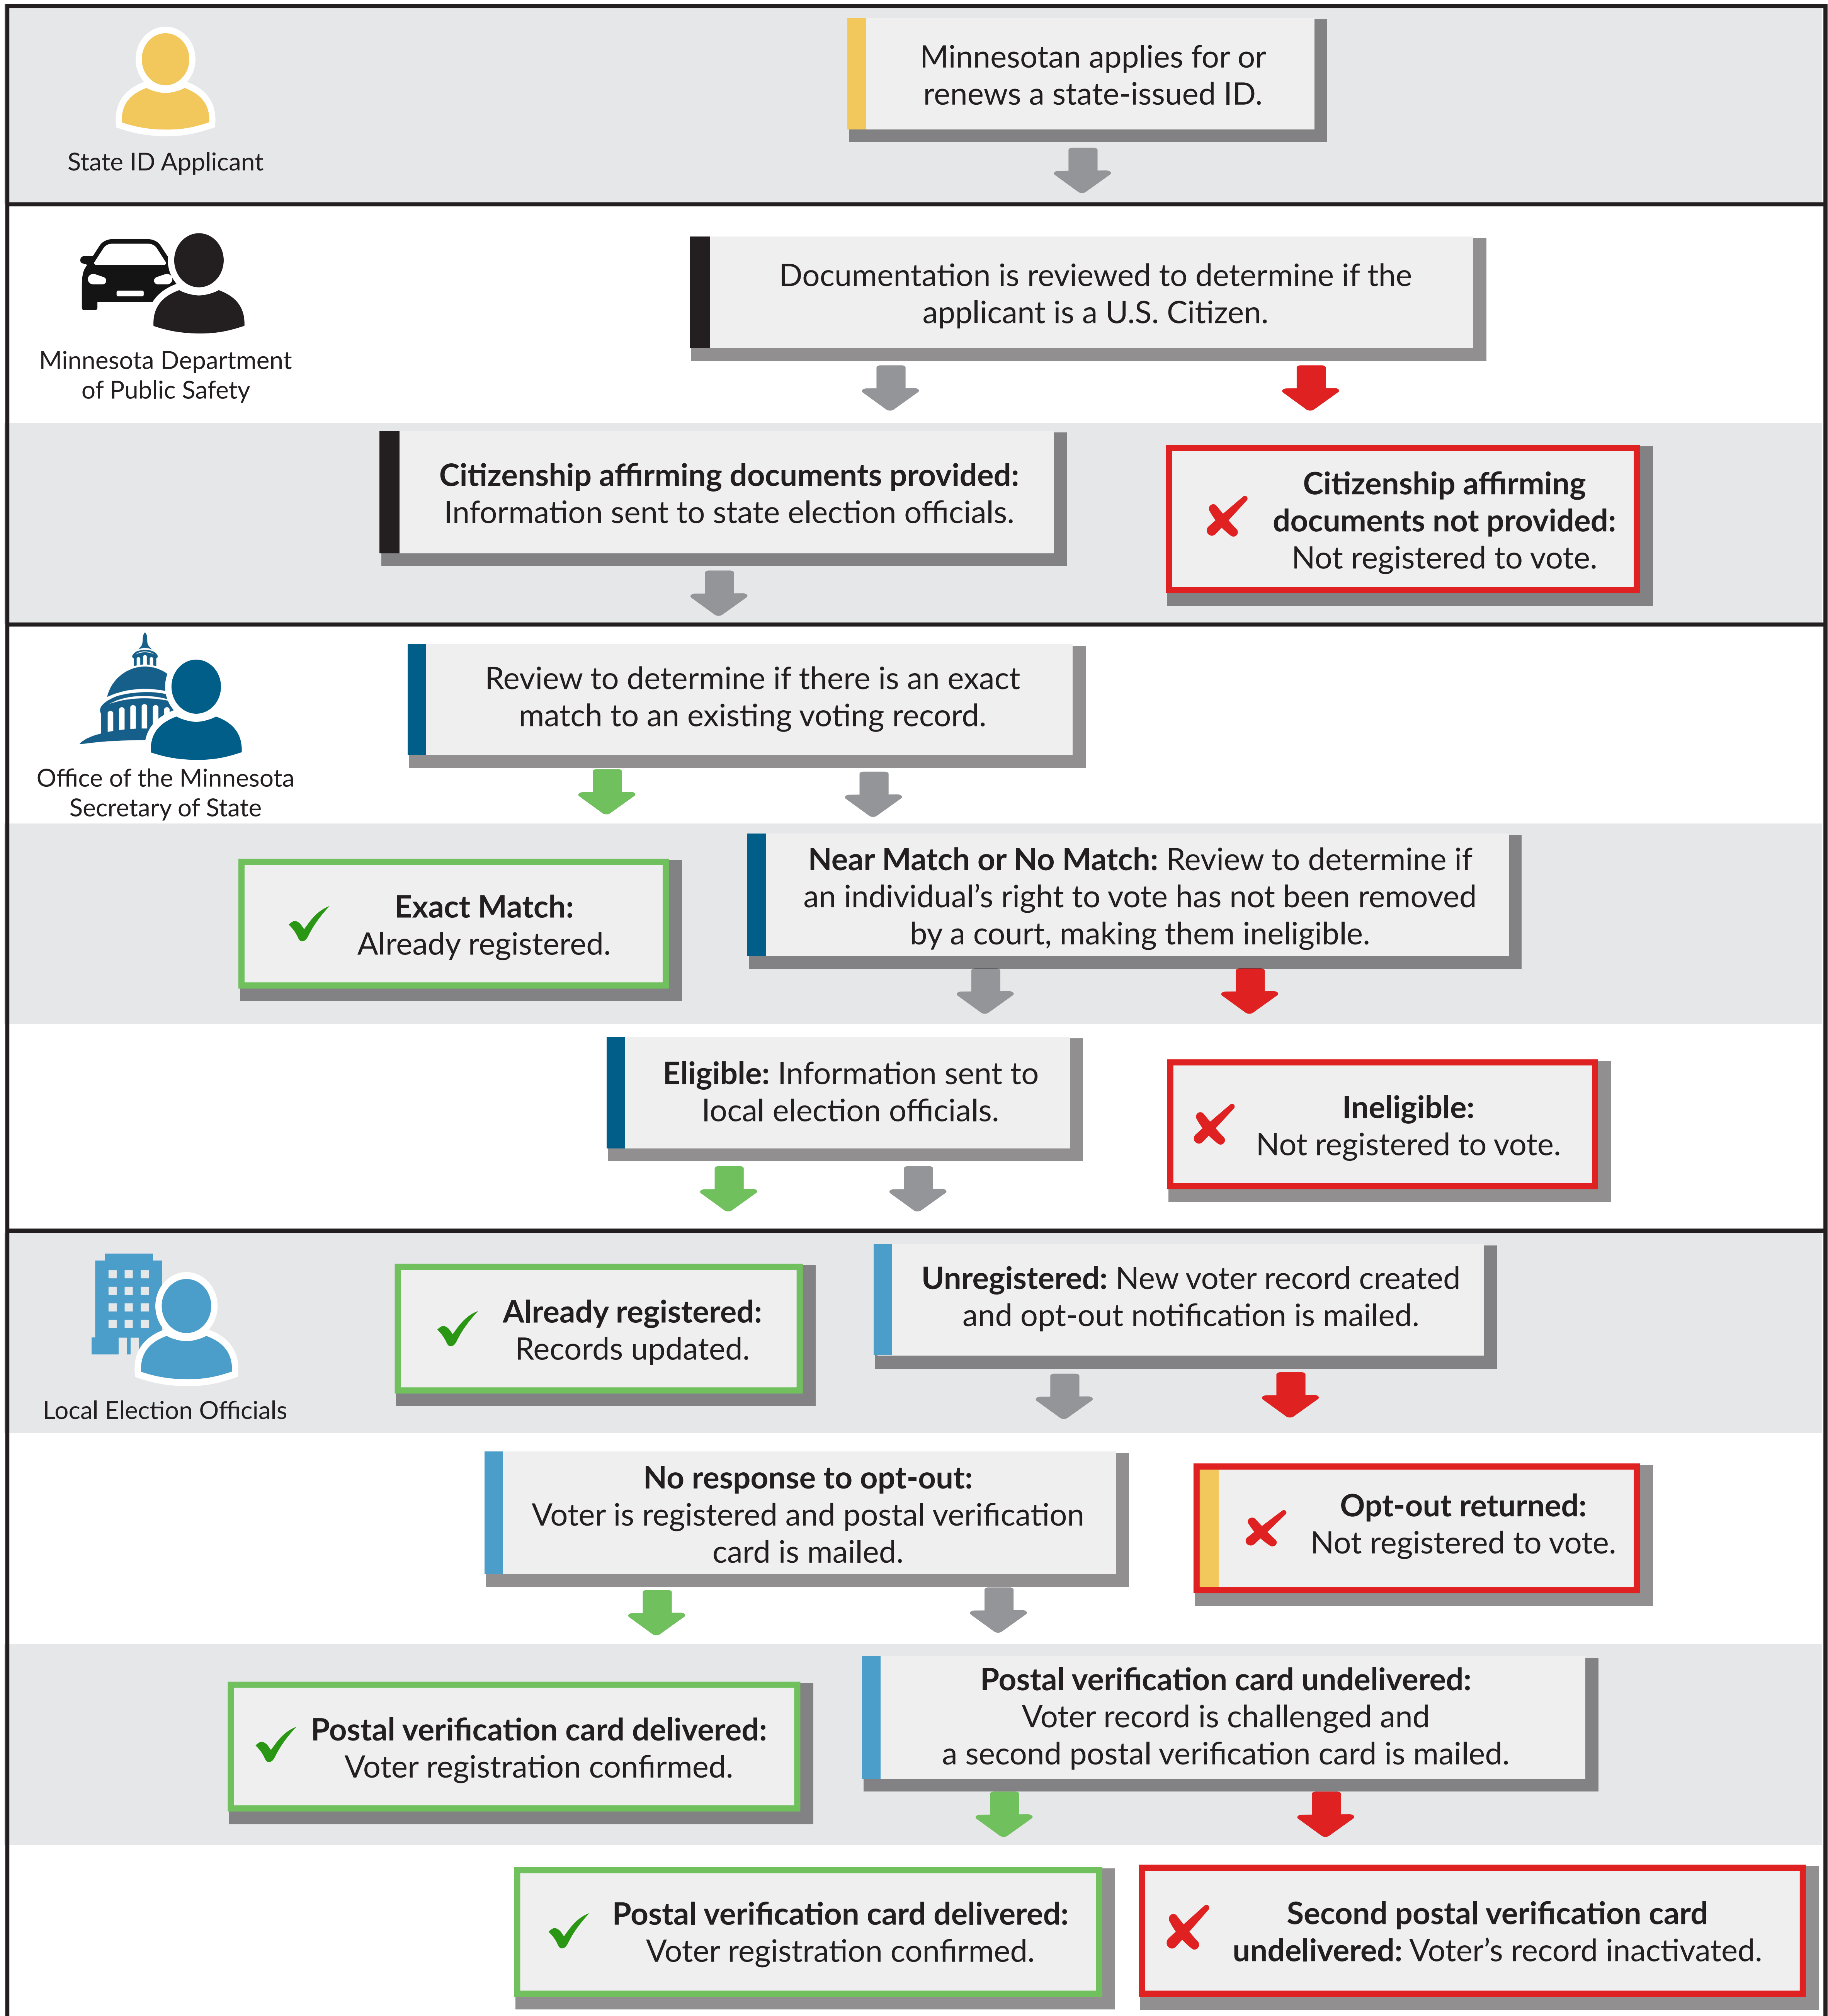 Minnesotan applies for or
renews a state-issued ID.
State ID Applicant
Documentation is reviewed to determine if the
applicant is a U.S. Citizen.
Minnesota Department
of Public Safety
Citizenship affirming documents provided:
Information sent to state election officials.
Citizenship affirming
documents not provided:
Not registered to vote.
Review to determine if there is an exact
match to an existing voting record.
Office of the Minnesota
Secretary of State
Exact Match:
Already registered.
Near Match or No Match: Review to determine if
an individual’s right to vote has not been removed
by a court, making them ineligible.
Eligible: Information sent to
local election officials.
Ineligible:
Not registered to vote.
Local Election Officials
Already registered:
Records updated.
Unregistered: New voter record created
and opt-out notification is mailed.
No response to opt-out:
Voter is registered and postal verification
card is mailed.
Opt-out returned:
Not registered to vote.
Postal verification card delivered:
Voter registration confirmed.
Postal verification card undelivered:
Voter record is challenged and
a second postal verification card is mailed.
Postal verification card delivered:
Voter registration confirmed.
Second postal verification card
undelivered: Voter’s record inactivated.